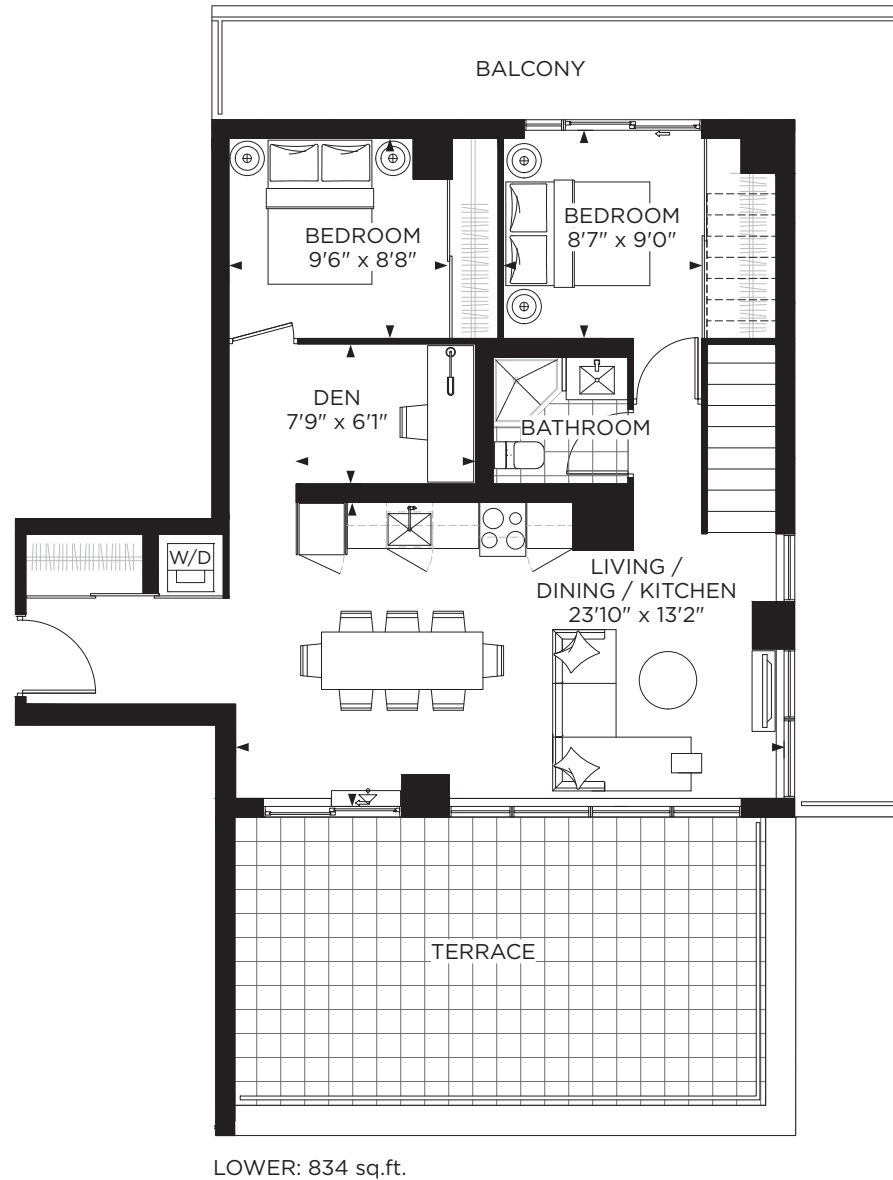 BALCONY
BEDROOM
9'6" x 8'8"
BEDROOM
8'7" x 9'0"
DEN
7'9" x 6'1"
BATHROOM
W/D
LIVING /
DINING / KITCHEN
23'10" x 13'2"
TERRACE
LOWER: 834 sq.ft.